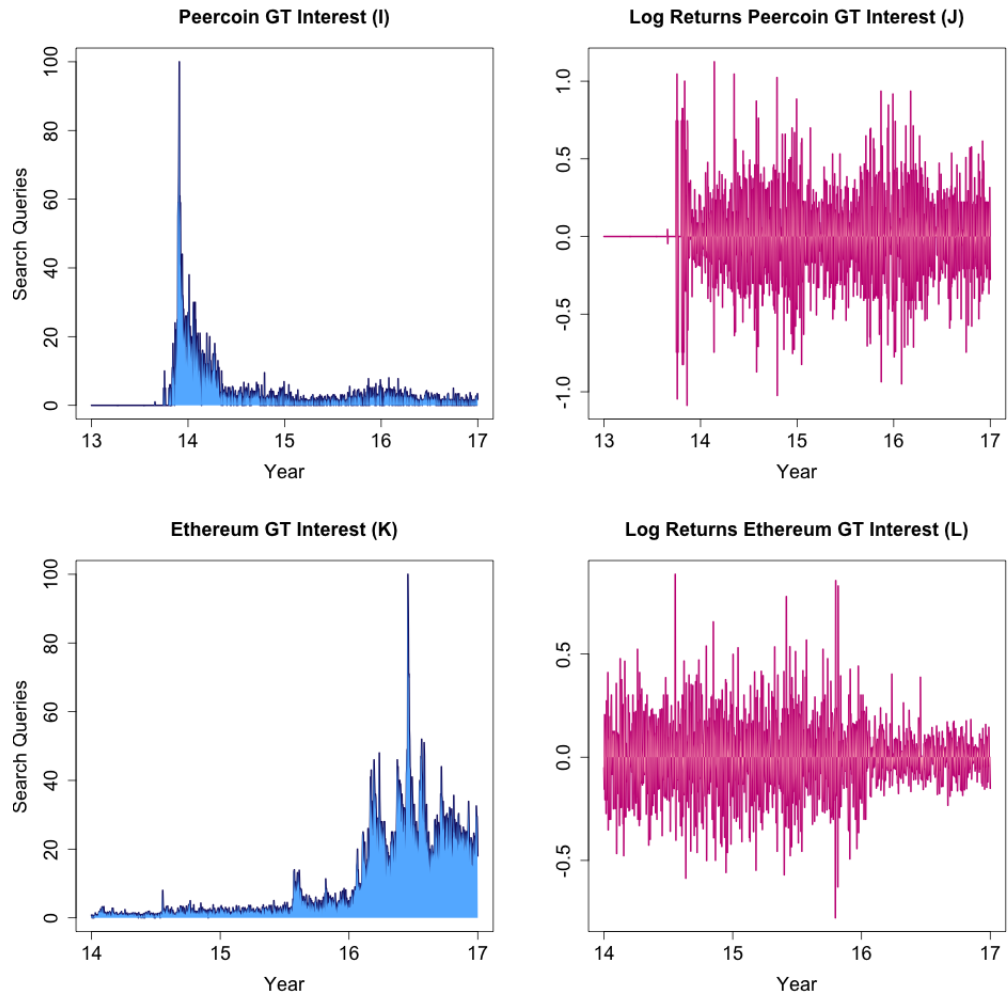 Peercoin GT Interest (I)
Search Queries
100
80
60
40
20
0
13 14 15 16 17
Year
Log Returns Peercoin GT Interest (J)
1.0
0.5
0.0
-0.5
-1.0
13 14 15 16 17
Year
Ethereum GT Interest (K)
Search Queries
100
80
60
40
20
0
14 15 16 17
Year
Log Returns Ethereum GT Interest (L)
0.5
0.0
-0.5
14 15 16 17
Year